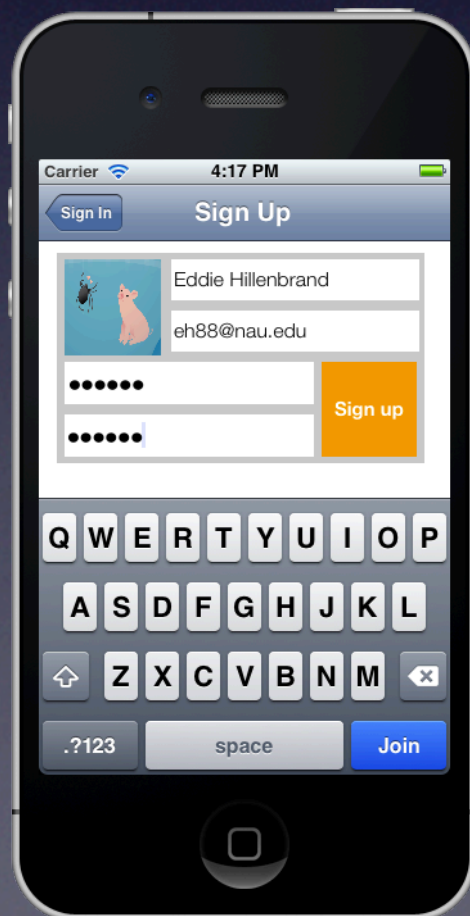 Carrier 4:17 PM
Sign In Sign Up
Eddie Hillenbrand
eh88@nau.edu
••••••
••••••
Sign up
Q W E R T Y U I O P
A S D F G H J K L
Z X C V B N M
.?123 space Join